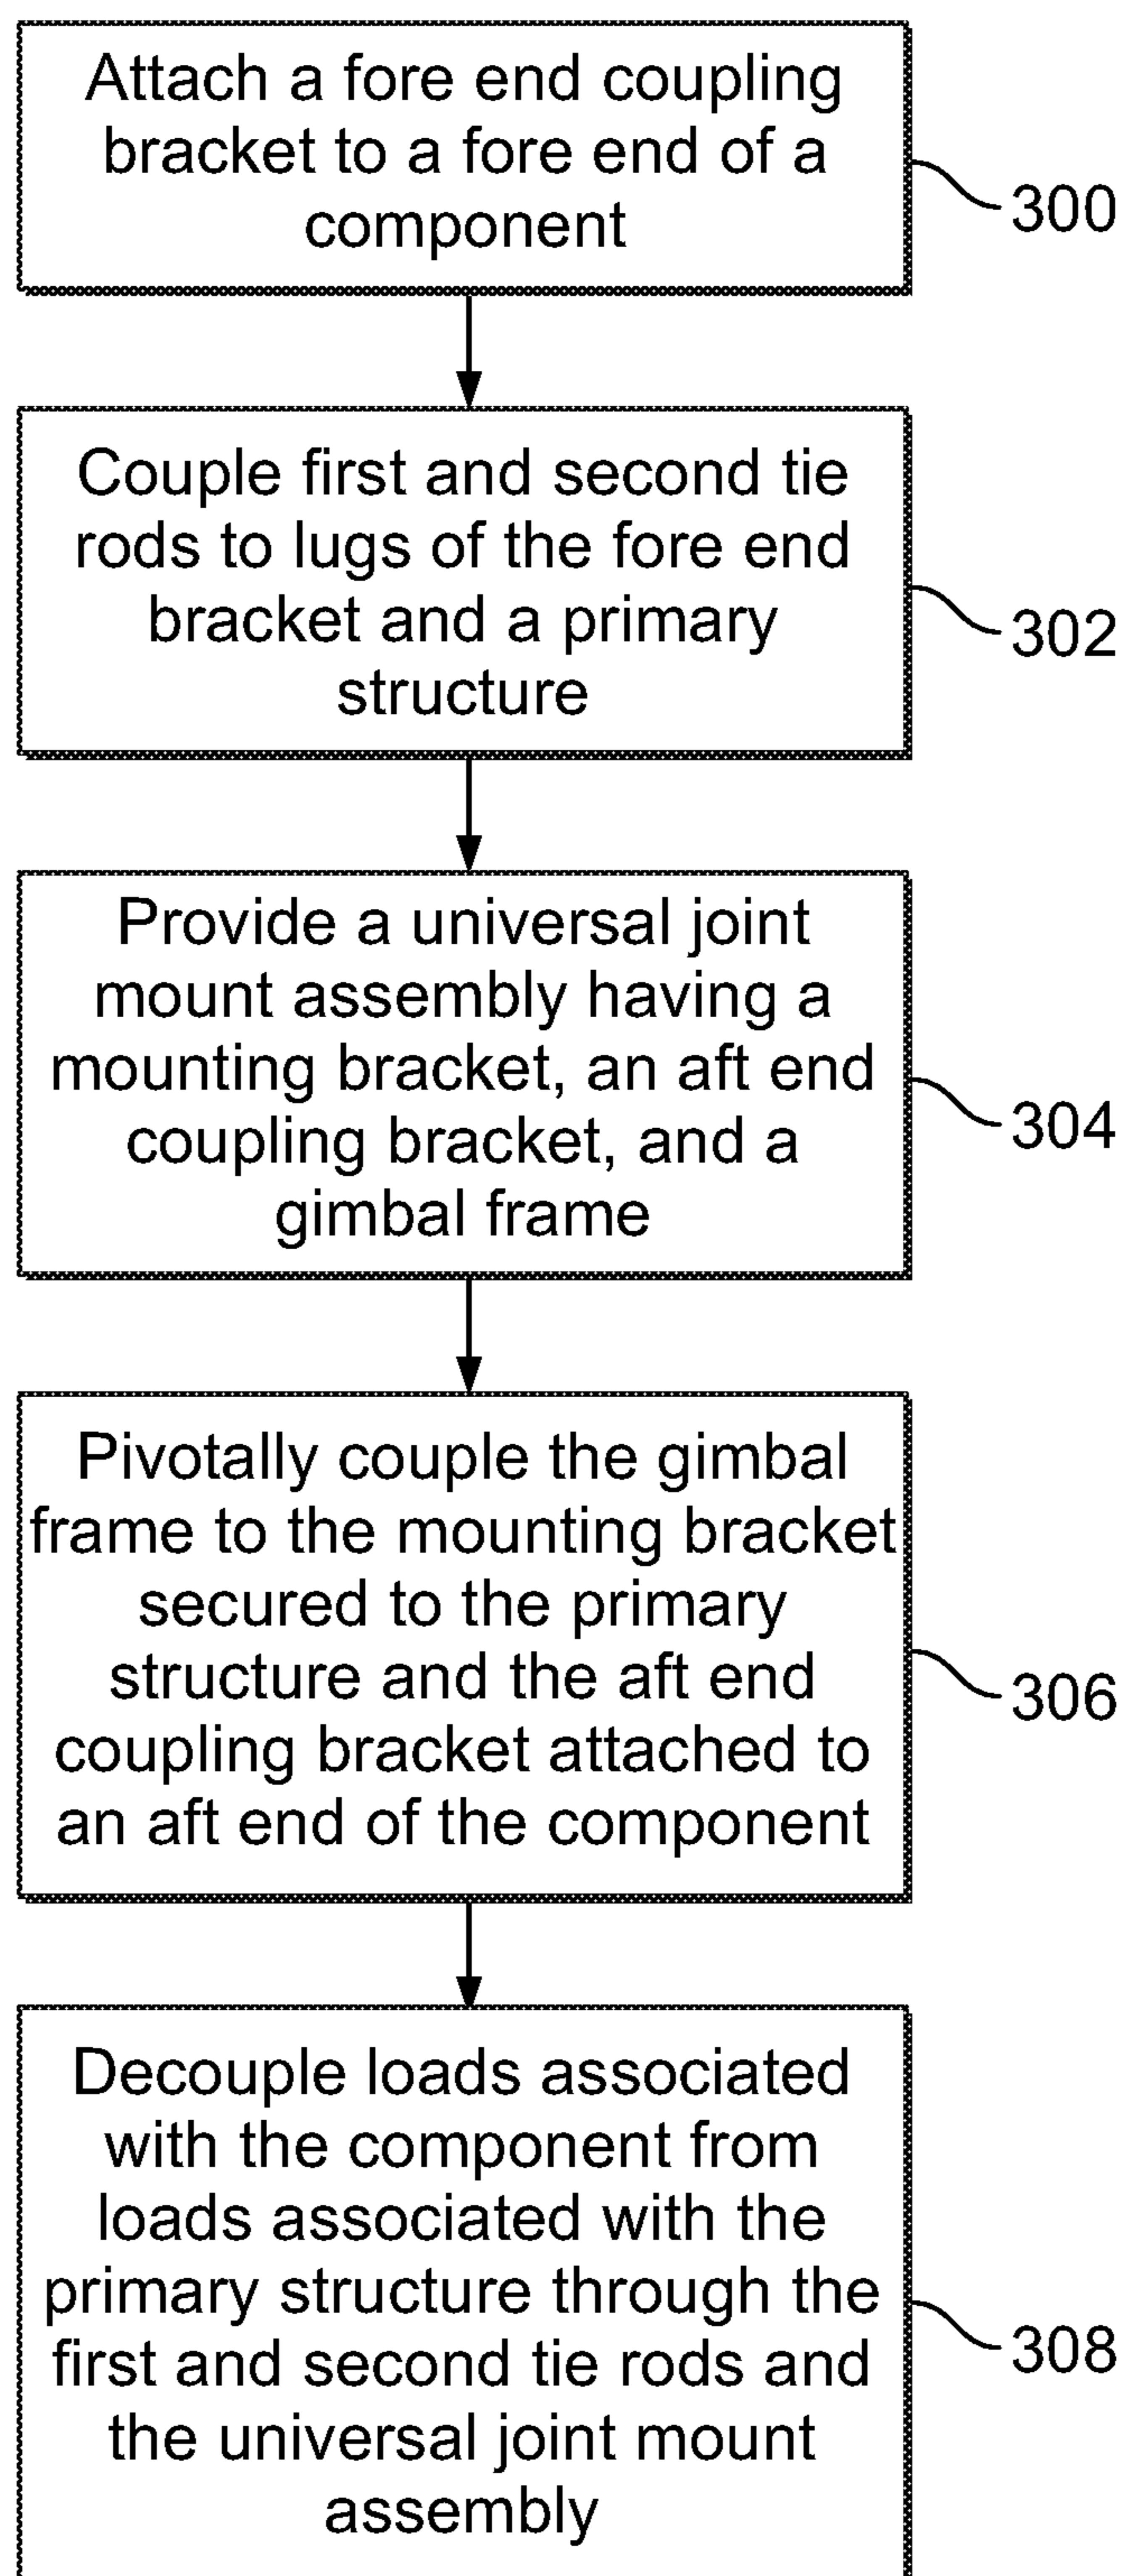 Attach a fore end coupling
bracket to a fore end of a
component
300
Couple first and second tie
rods to lugs of the fore end
bracket and a primary
structure
302
Provide a universal joint
mount assembly having a
mounting bracket, an aft end
coupling bracket, and a
gimbal frame
304
Pivotally couple the gimbal
frame to the mounting bracket
secured to the primary
structure and the aft end
coupling bracket attached to
an aft end of the component
306
Decouple loads associated
with the component from
loads associated with the
primary structure through the
first and second tie rods and
the universal joint mount
assembly
308